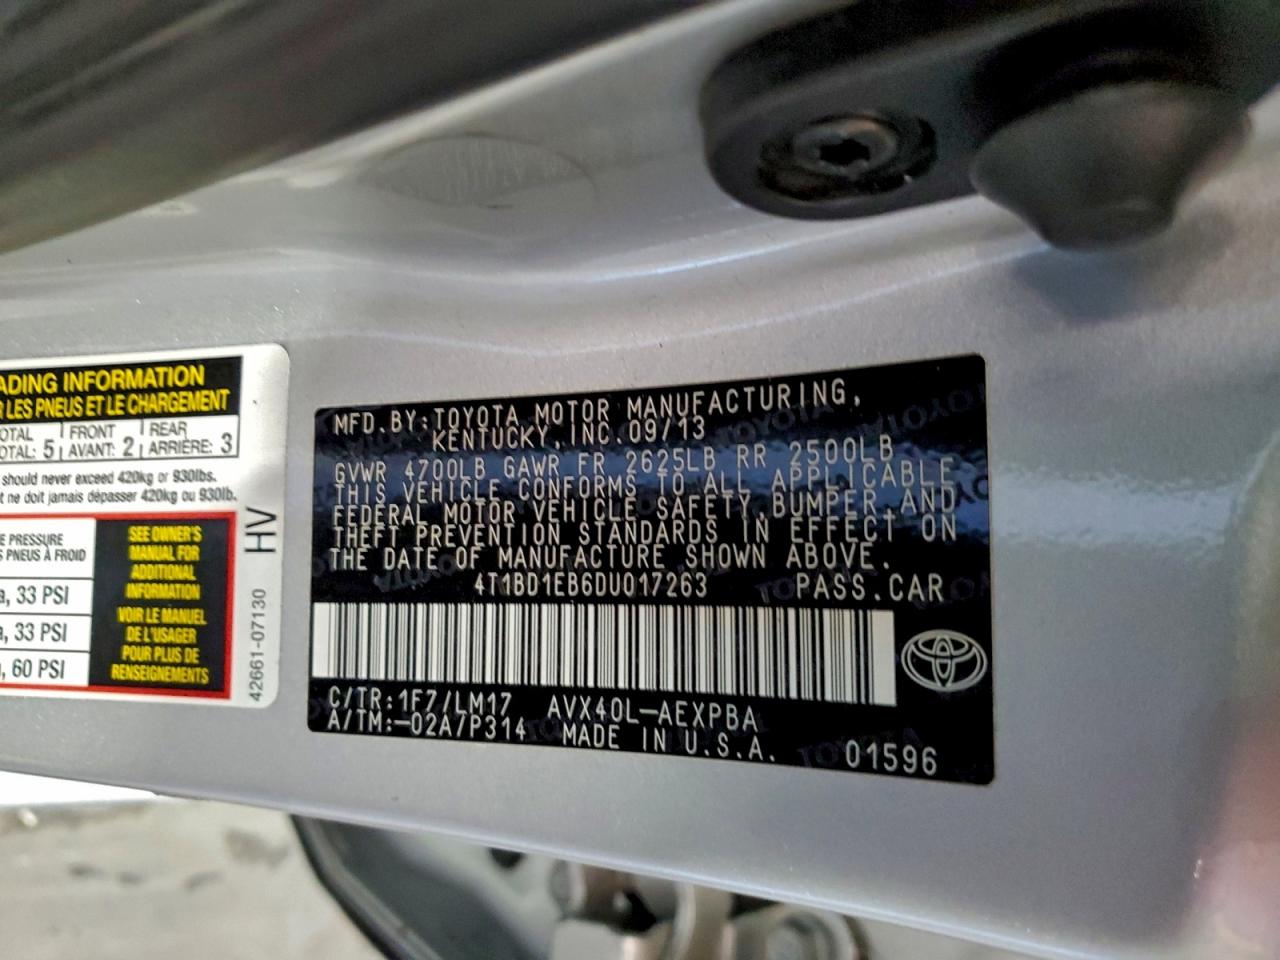 ADING INFORMATION
R LES PNEUS ET LE CHARGEMENT
OTAL
TOTAL: 5
FRONT
AVANT: 2
REAR
ARRIÈRE: 3
should never exceed 420kg or 930lbs.
t ne doit jamais dépasser 420kg ou 930lb.
E PRESSURE
S PNEUS À FROID
a, 33 PSI
a, 33 PSI
, 60 PSI
SEE OWNER'S
MANUAL FOR
ADDITIONAL
INFORMATION
VOIR LE MANUEL
DE L'USAGER
POUR PLUS DE
RENSEIGNEMENTS
42661-07130 HV
MFD.BY:TOYOTA MOTOR MANUFACTURING,
KENTUCKY,INC.09/13
GVWR 4700LB GAWR FR 2625LB RR 2500LB
THIS VEHICLE CONFORMS TO ALL APPLICABLE
FEDERAL MOTOR VEHICLE SAFETY,BUMPER,AND
THEFT PREVENTION STANDARDS IN EFFECT ON
THE DATE OF MANUFACTURE SHOWN ABOVE.
4T1BD1EB6DU017263 PASS.CAR
C/TR:1F7/LM17 AVX40L-AEXPBA
A/TM:-02A/P314 MADE IN U.S.A. 01596